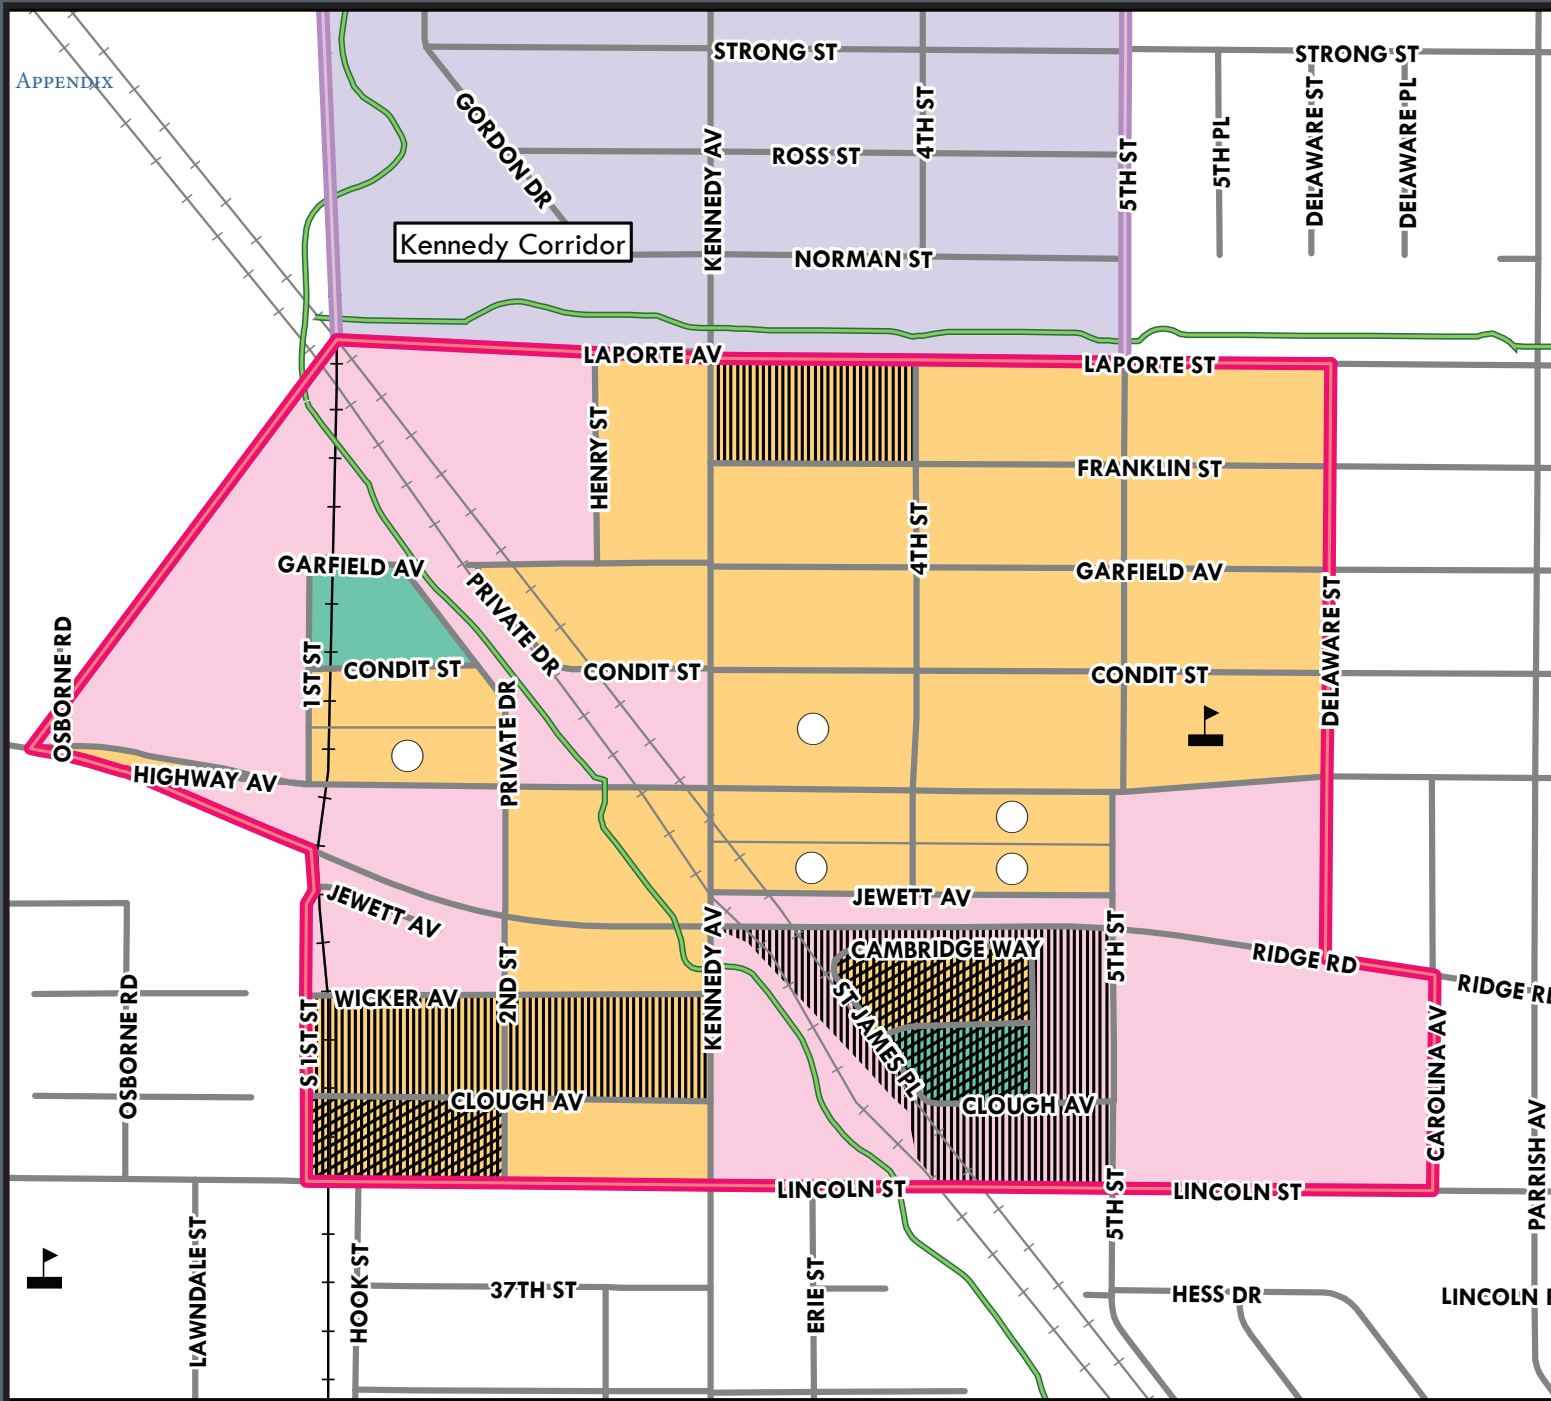 STRONG ST
STRONG ST
APPENDIX
GORDON DR
4TH ST
5TH PL
DELAWARE ST
DELAWARE PL
KENNEDY AV
ROSS ST
5TH ST
Kennedy Corridor
NORMAN ST
LAPORTE AV
LAPORTE ST
HENRY ST
FRANKLIN ST
4TH ST
GARFIELD AV
GARFIELD AV
PRIVATE DR
DELAWARE ST
OSBORNE RD
1ST ST
CONDIT ST
CONDIT ST
CONDIT ST
PRIVATE DR
HIGHWAY AV
JEWETT AV
JEWETT AV
KENNEDY AV
5TH ST
CAMBRIDGE WAY
RIDGE RD
RIDGE RD
2ND ST
WICKER AV
ST JAMES PL
OSBORNE RD
S 1ST ST
CLOUGH AV
CLOUGH AV
CAROLINA AV
PARRISH AV
LINCOLN ST
LINCOLN ST
5TH ST
LAWNDALE ST
HOOK ST
37TH ST
ERIE ST
HESS DR
LINCOLN